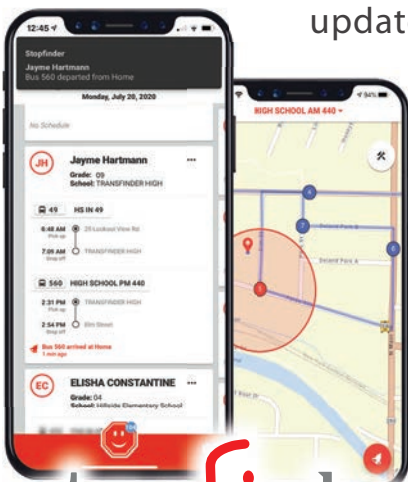 updat
12:45
Stopfinder
Jayme Hartmann
Bus 560 departed from Home
Monday, July 20, 2020
No Schedule
JH
Jayme Hartmann
Grade: 09
School: TRANSFINDER HIGH
49 HS IN 49
6:48 AM 20 Lookout View Rd
Pick up
7:09 AM TRANSFINDER HIGH
Drop off
560 HIGH SCHOOL PM 440
2:31 PM TRANSFINDER HIGH
Pick up
2:54 PM Elm Street
Drop off
Bus 560 arrived at Home
1 min ago
EC
ELISHA CONSTANTINE
Grade: 04
School: Hillside Elementary School
94%
HIGH SCHOOL AM 440